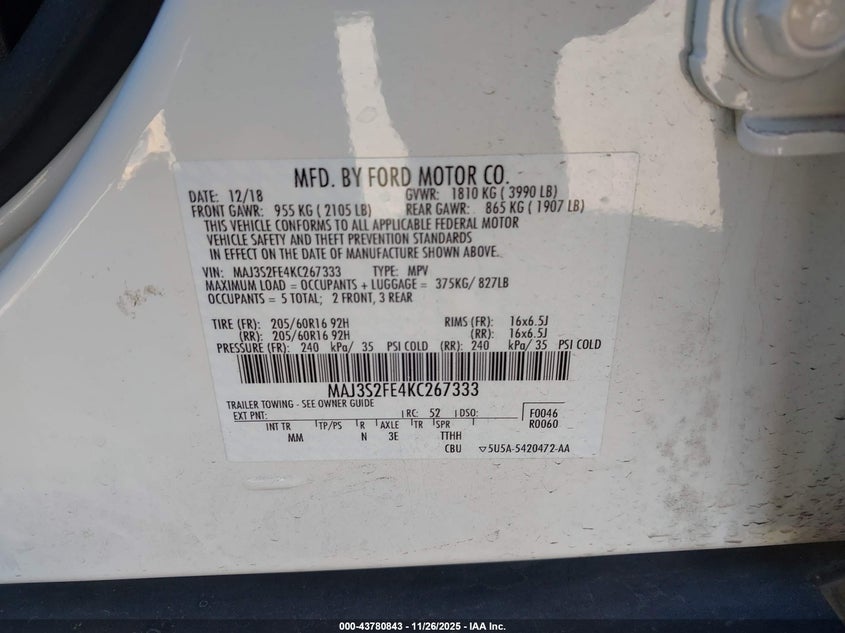 MFD. BY FORD MOTOR CO.
DATE: 12/18 GVWR: 1810 KG ( 3990 LB)
FRONT GAWR: 955 KG ( 2105 LB) REAR GAWR: 865 KG ( 1907 LB)
THIS VEHICLE CONFORMS TO ALL APPLICABLE FEDERAL MOTOR
VEHICLE SAFETY AND THEFT PREVENTION STANDARDS
IN EFFECT ON THE DATE OF MANUFACTURE SHOWN ABOVE.
VIN: MAJ3S2FE4KC267333 TYPE: MPV
MAXIMUM LOAD = OCCUPANTS + LUGGAGE = 375KG/ 827LB
OCCUPANTS = 5 TOTAL; 2 FRONT, 3 REAR
TIRE (FR): 205/60R16 92H RIMS (FR): 16x6.5J
(RR): 205/60R16 92H (RR): 16x6.5J
PRESSURE (FR): 240 kPa/ 35 PSI COLD (RR): 240 kPa/ 35 PSI COLD
MAJ3S2FE4KC267333
TRAILER TOWING - SEE OWNER GUIDE
EXT PNT: RC: 52 DSO: F0046
INT TR TP/PS R AXLE TR SPR R0060
MM N 3E TTHH
CBU ▽5U5A-5420472-AA
000-43780843 | 11/26/2025 - IAA Inc.